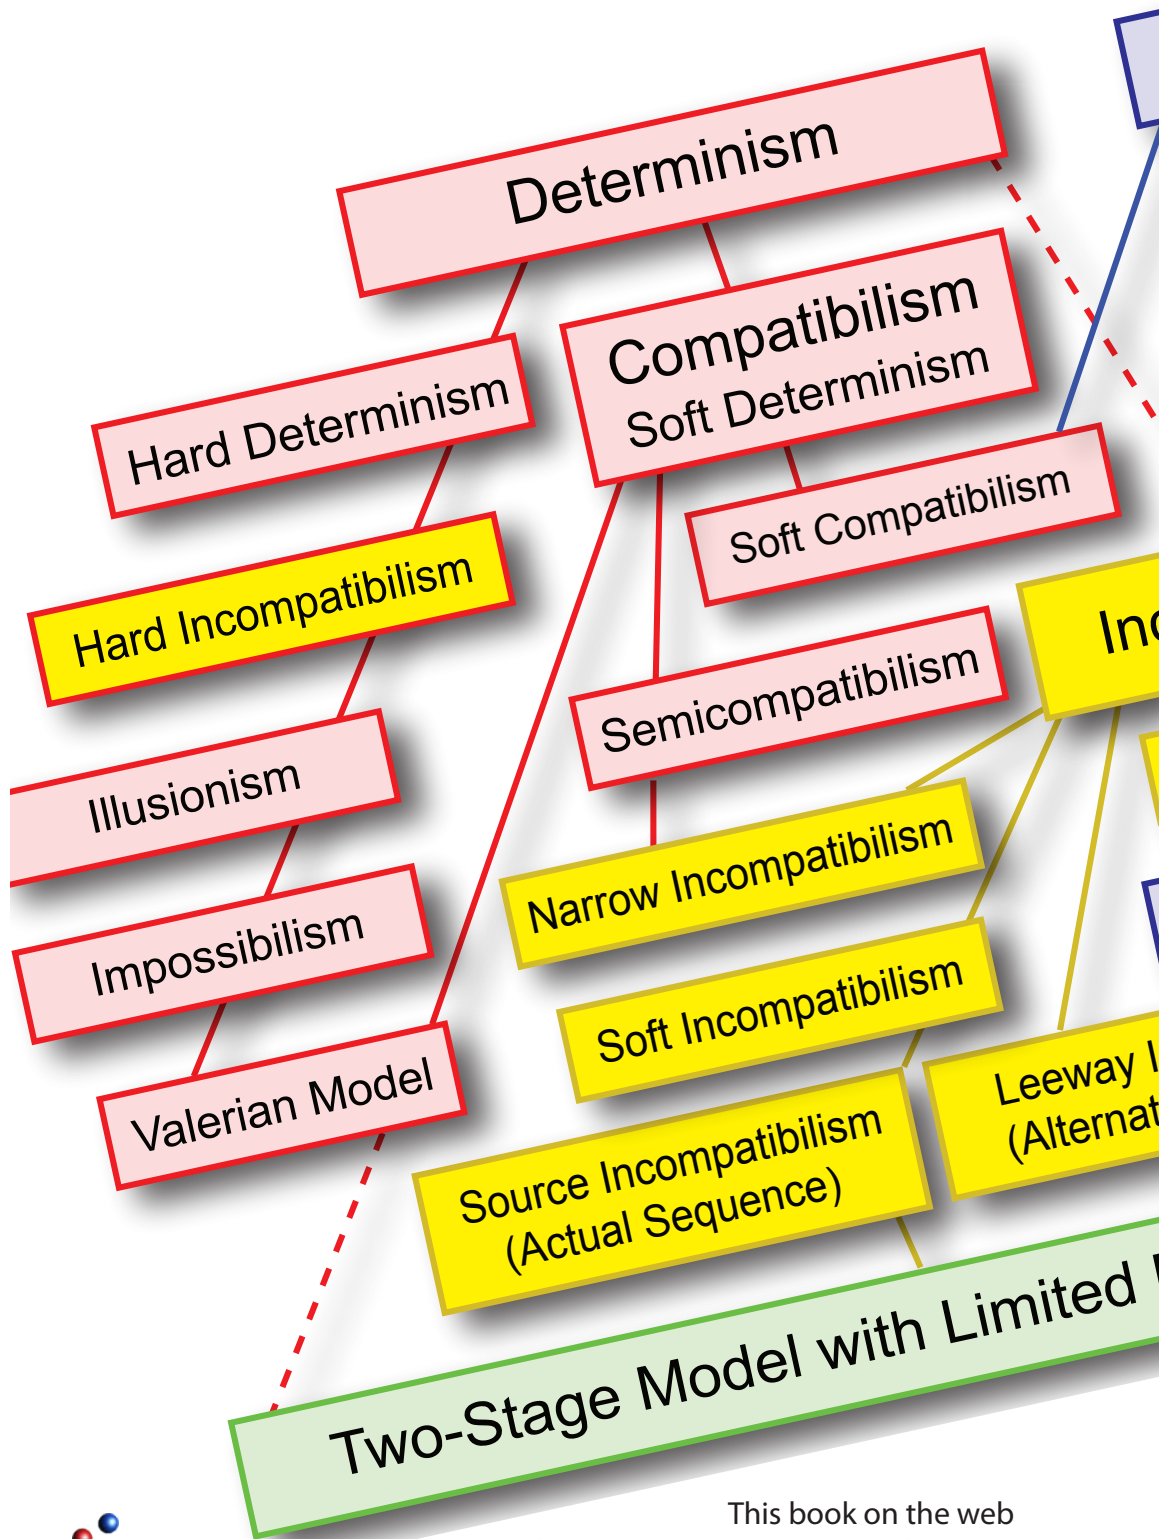 Determinism
Compatibilism
Soft Determinism
Hard Determinism
Soft Compatibilism
Hard Incompatibilism
Semicompatibilism
Illusionism
Narrow Incompatibilism
Impossibilism
Soft Incompatibilism
Valerian Model
Source Incompatibilism
(Actual Sequence)
Leeway
Two-Stage Model with Limited
This book on the web